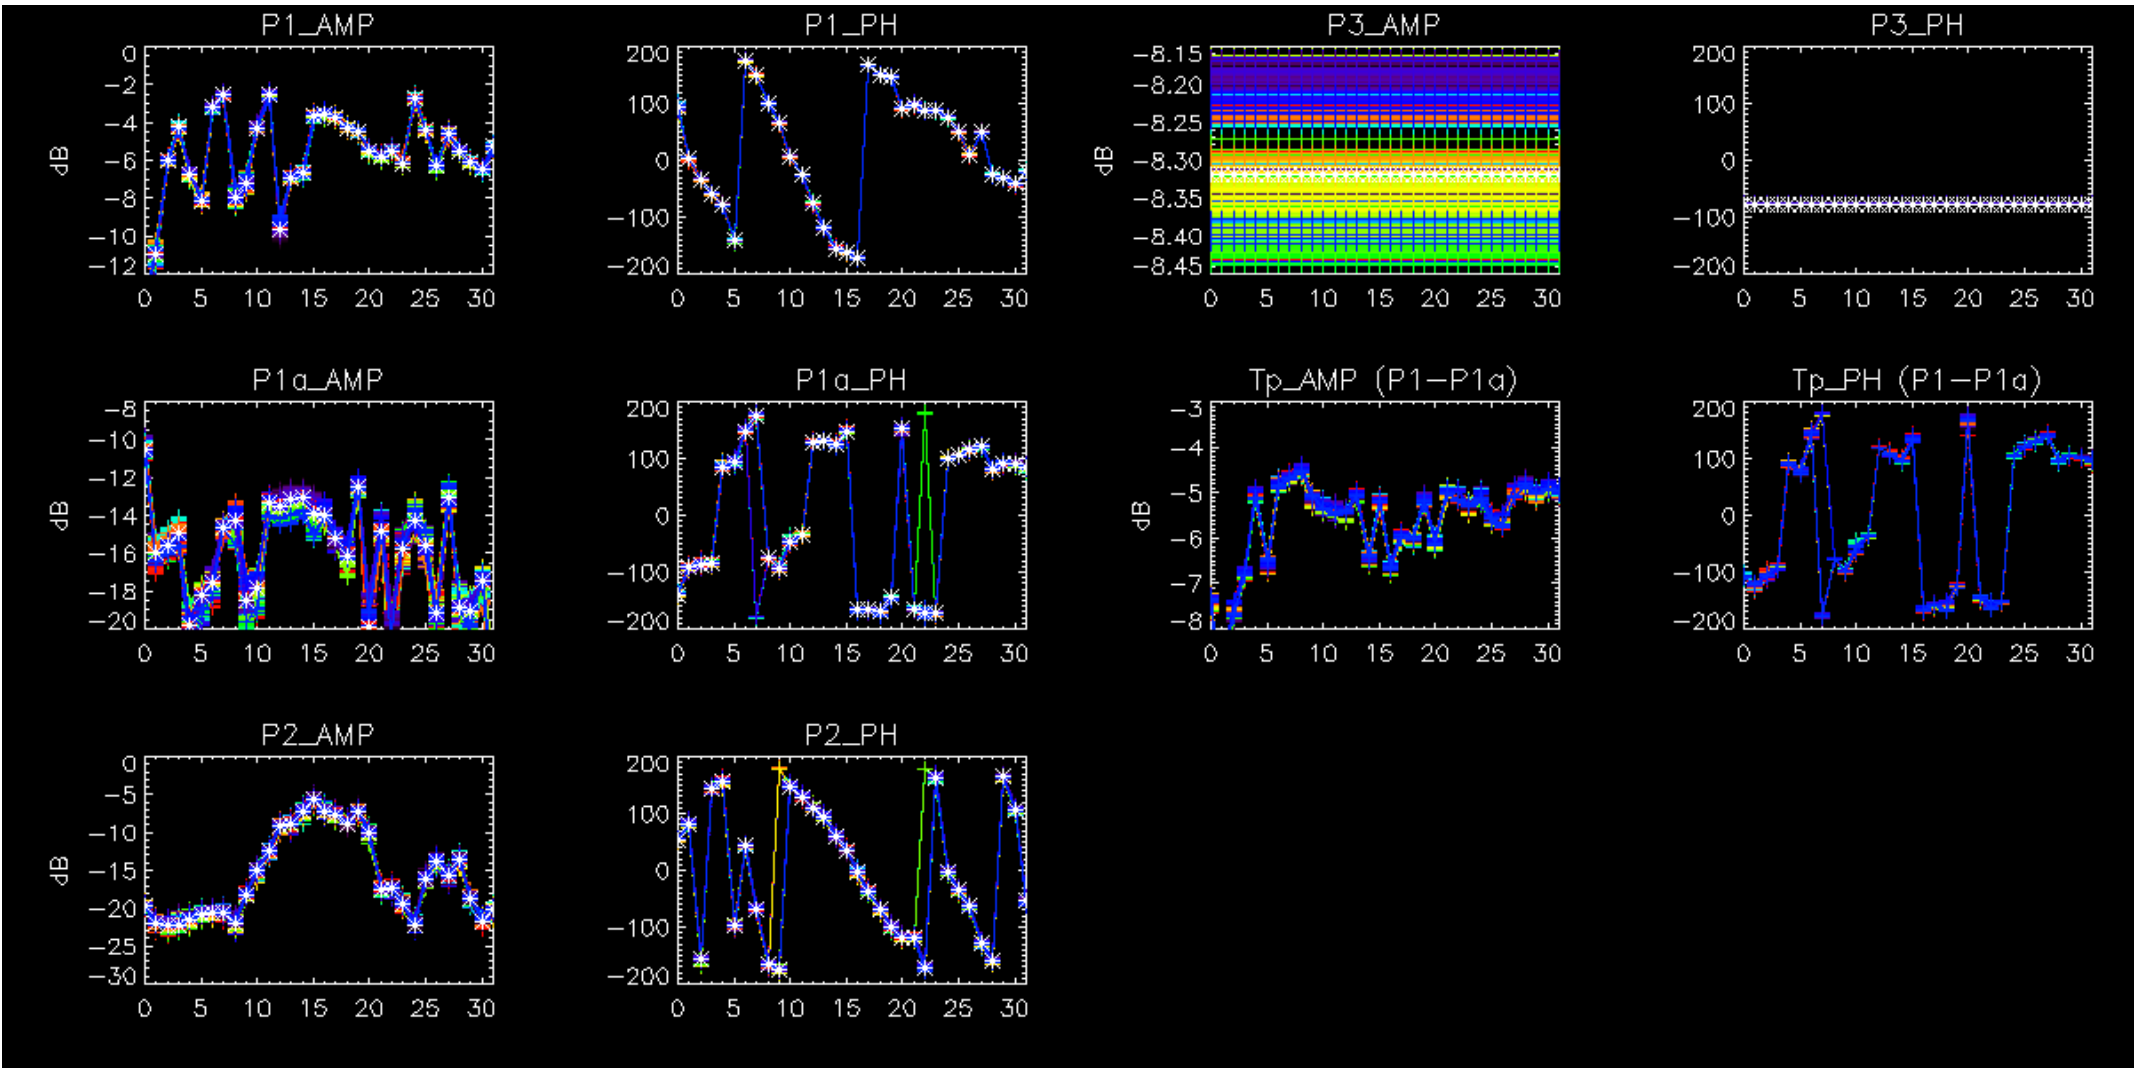 P1_AMP
P1_PH
P3_AMP
P3_PH
0
-2
-4
-6
-8
-10
-12
dB
0 5 10 15 20 25 30
200
100
0
-100
-200
0 5 10 15 20 25 30
-8.15
-8.20
-8.25
-8.30
-8.35
-8.40
-8.45
dB
0 5 10 15 20 25 30
200
100
0
-100
-200
0 5 10 15 20 25 30
P1a_AMP
P1a_PH
Tp_AMP (P1-P1a)
Tp_PH (P1-P1a)
-8
-10
-12
-14
-16
-18
-20
dB
0 5 10 15 20 25 30
200
100
0
-100
-200
0 5 10 15 20 25 30
-3
-4
-5
-6
-7
-8
dB
0 5 10 15 20 25 30
200
100
0
-100
-200
0 5 10 15 20 25 30
P2_AMP
P2_PH
0
-5
-10
-15
-20
-25
-30
dB
0 5 10 15 20 25 30
200
100
0
-100
-200
0 5 10 15 20 25 30